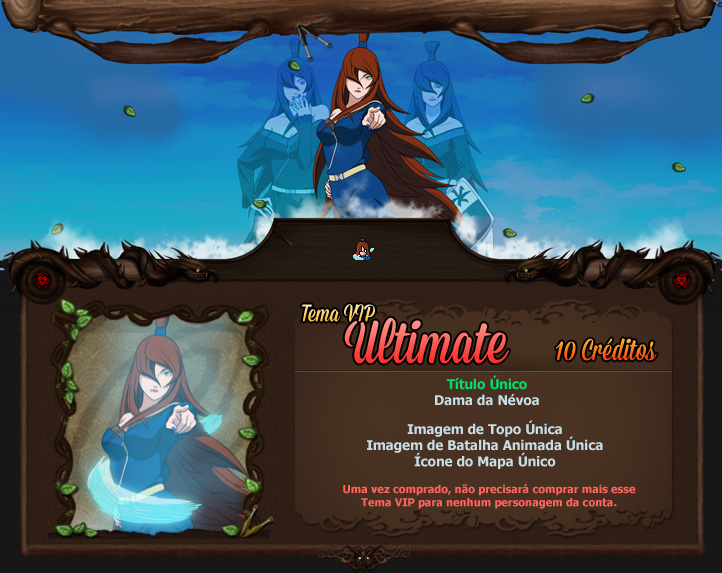 Tema VIP
Ultimate
10 Créditos
Título Único
Dama da Névoa
Imagem de Topo Única
Imagem de Batalha Animada Única
Ícone do Mapa Único
Uma vez comprado, não precisará comprar mais esse
Tema VIP para nenhum personagem da conta.